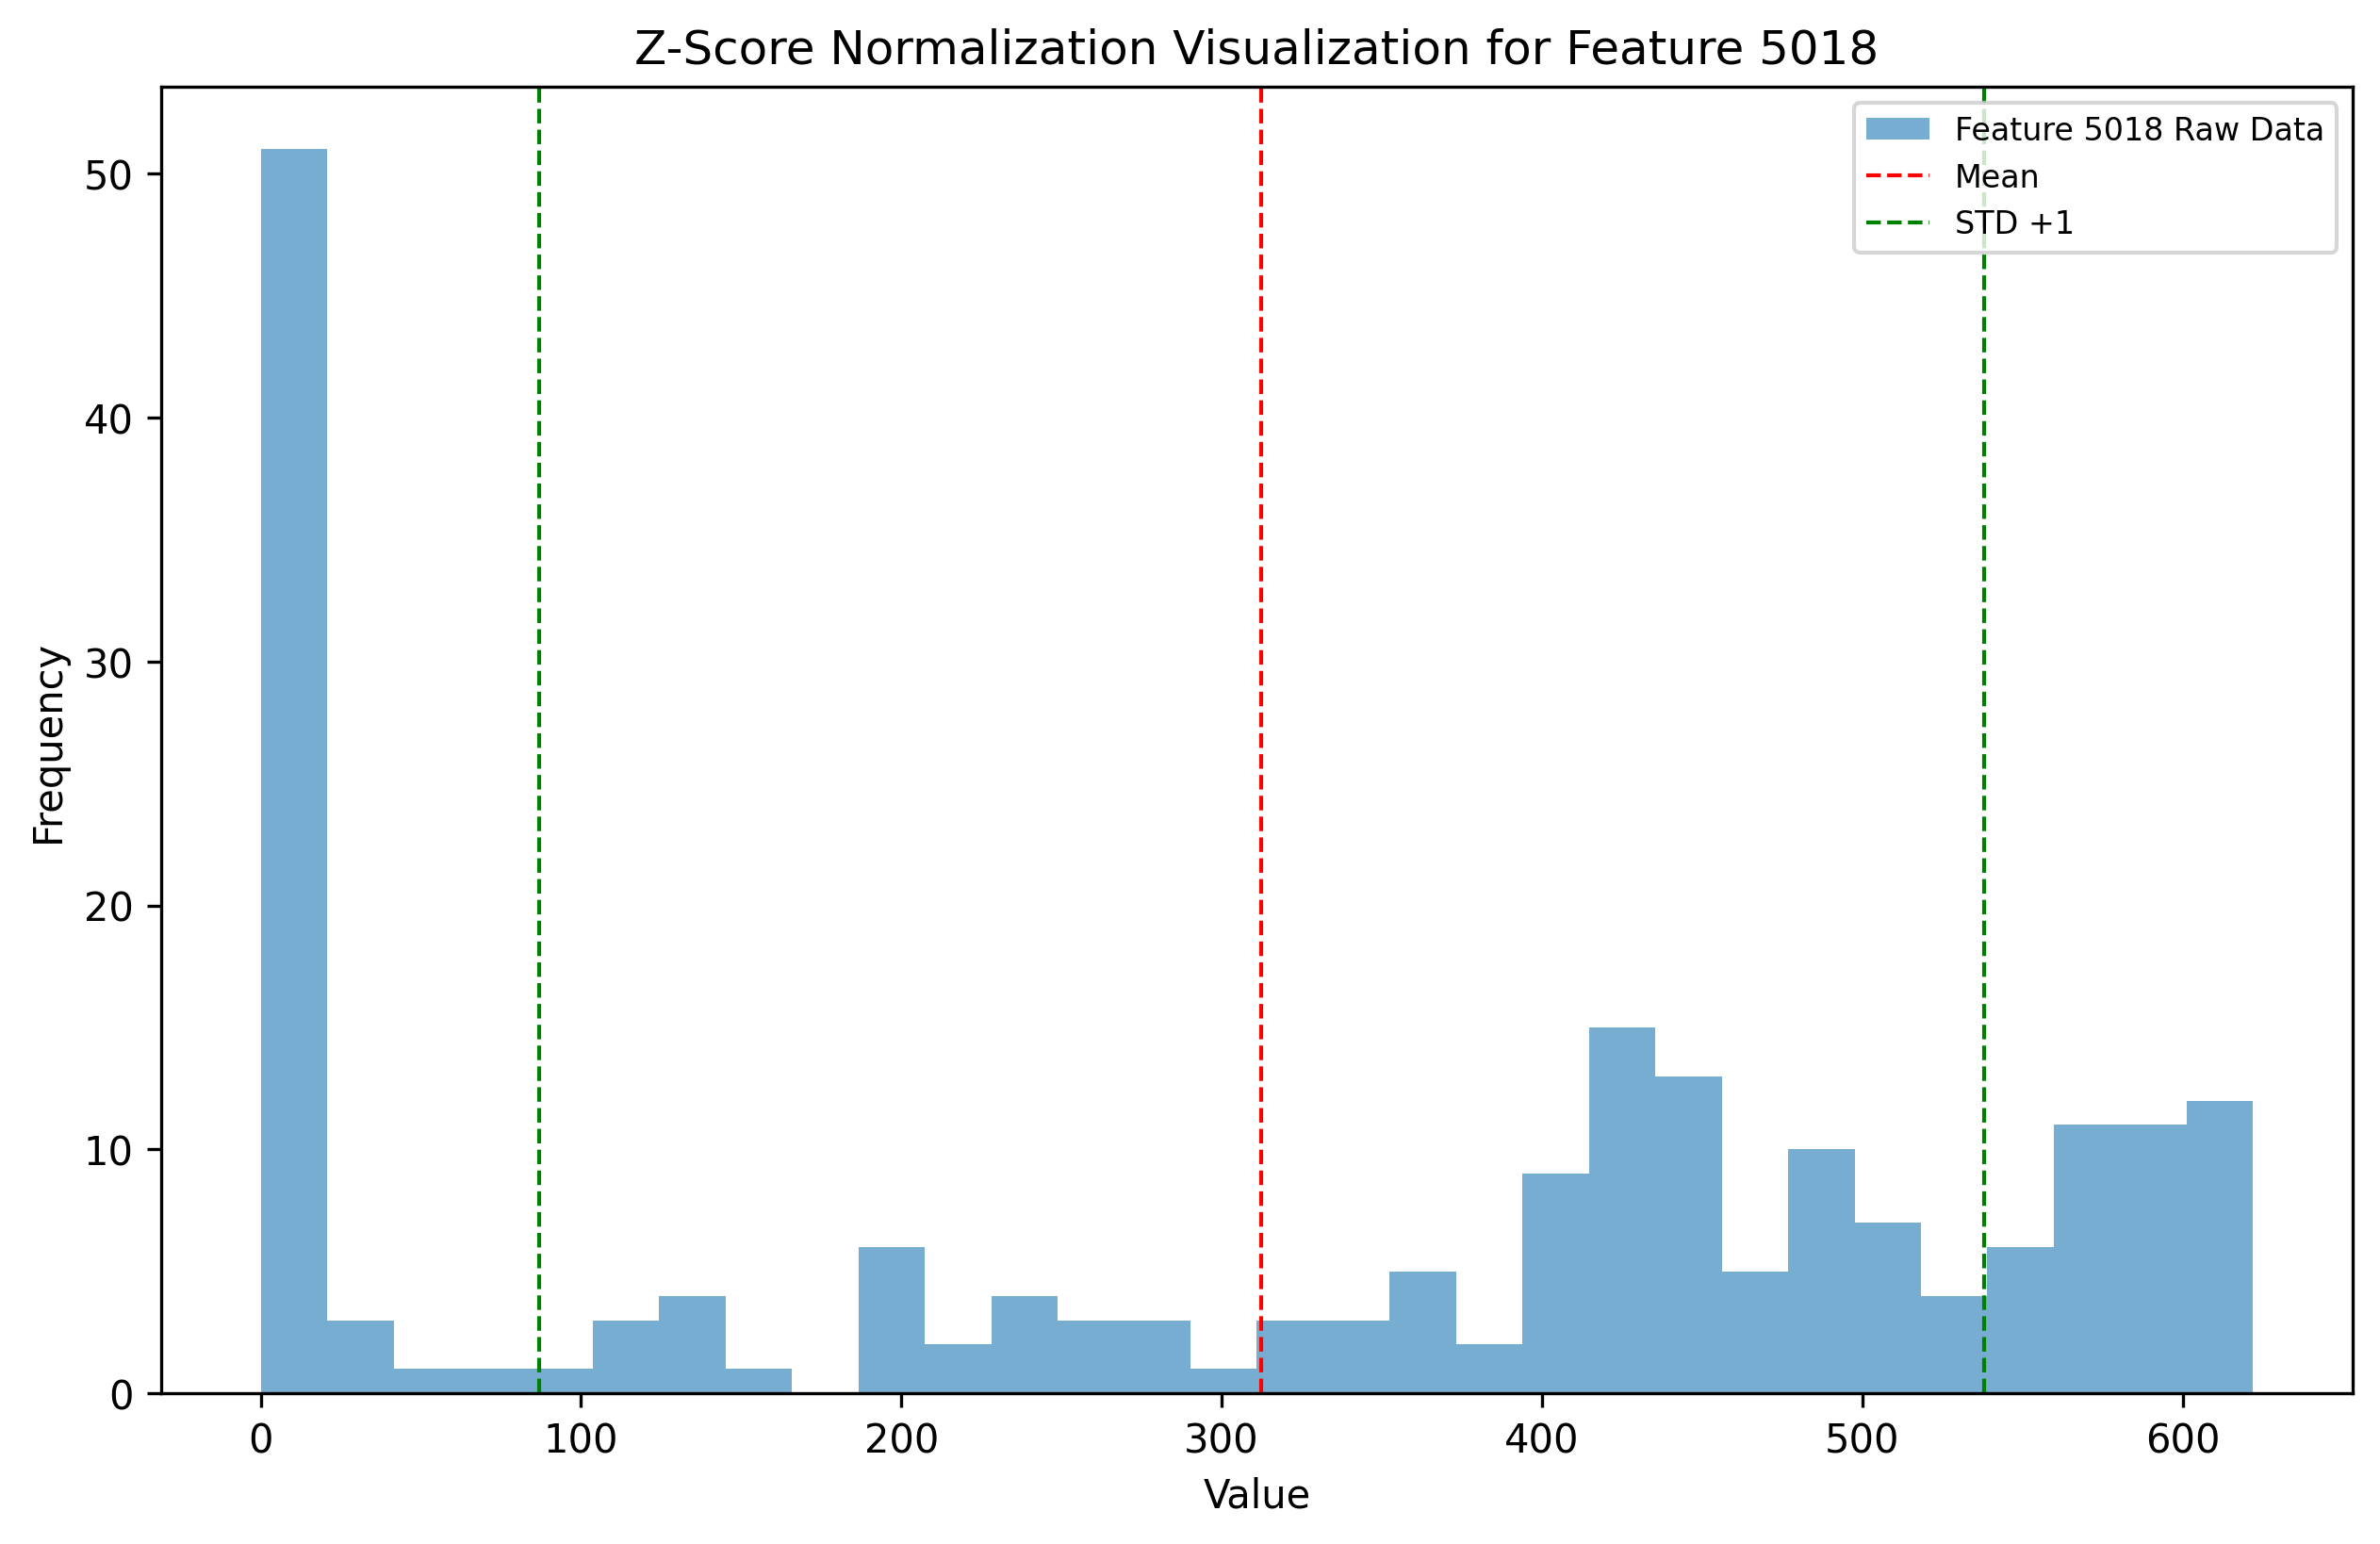 Z-Score Normalization Visualization for Feature 5018
Feature 5018 Raw Data
Mean
STD +1
50
40
30
20
10
0
Frequency
0 100 200 300 400 500 600
Value